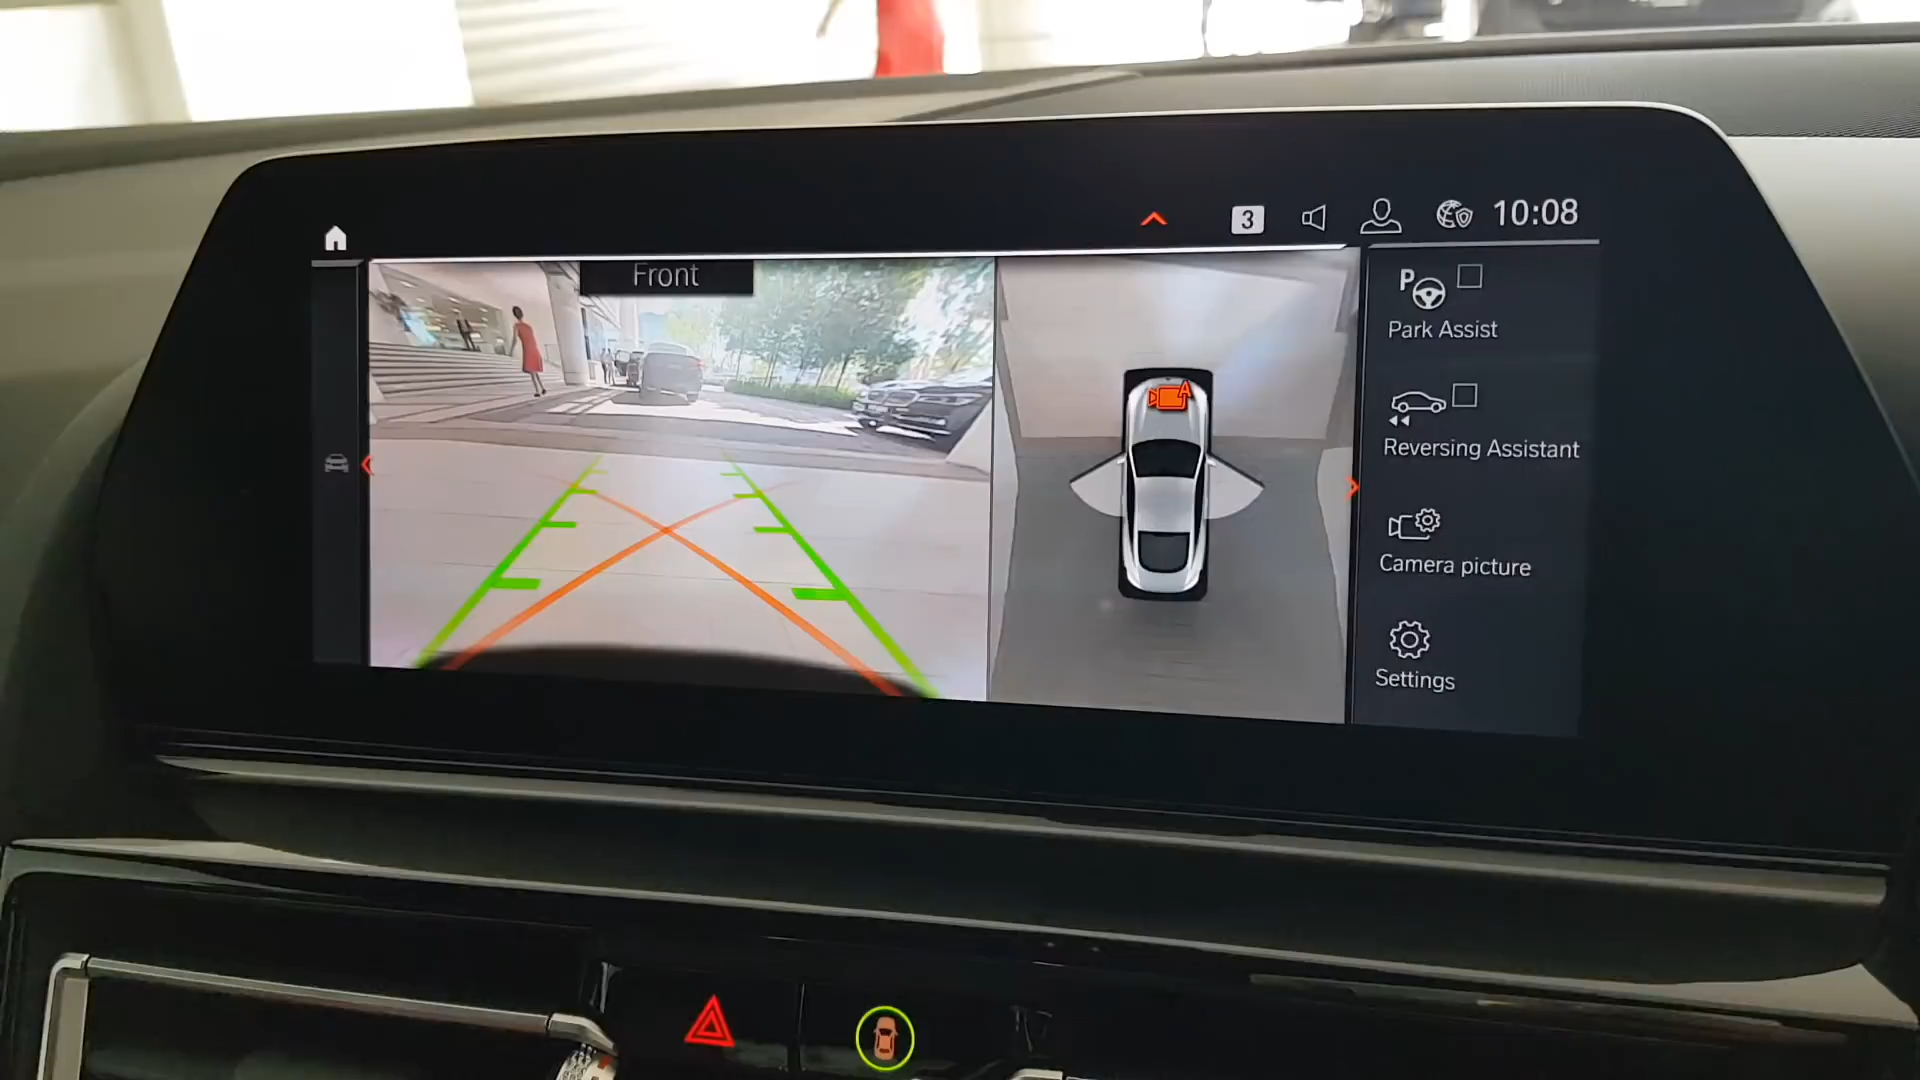 3
10:08
Front
P
Park Assist
Reversing Assistant
Camera picture
Settings
A